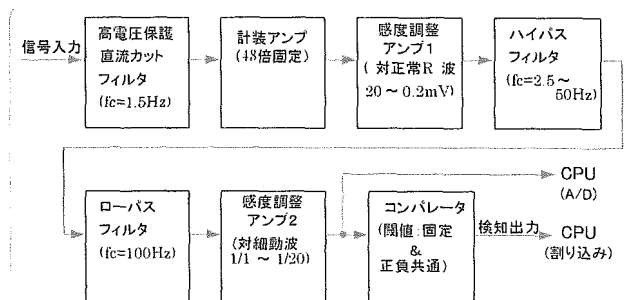 信号入力
高電圧保護
直流カット
フィルタ
(fc=1.5Hz)
計装アンプ
(48倍固定)
感度調整
アンプ1
( 対正常R 波
20 ~ 0.2mV)
ハイパス
フィルタ
(fc=2.5~
50Hz)
ローパス
フィルタ
(fc=100Hz)
感度調整
アンプ2
(対細動波
1/1 ~ 1/20)
コンパレータ
(閾値:固定
&
正負共通)
CPU
(A/D)
検知出力
CPU
(割り込み)